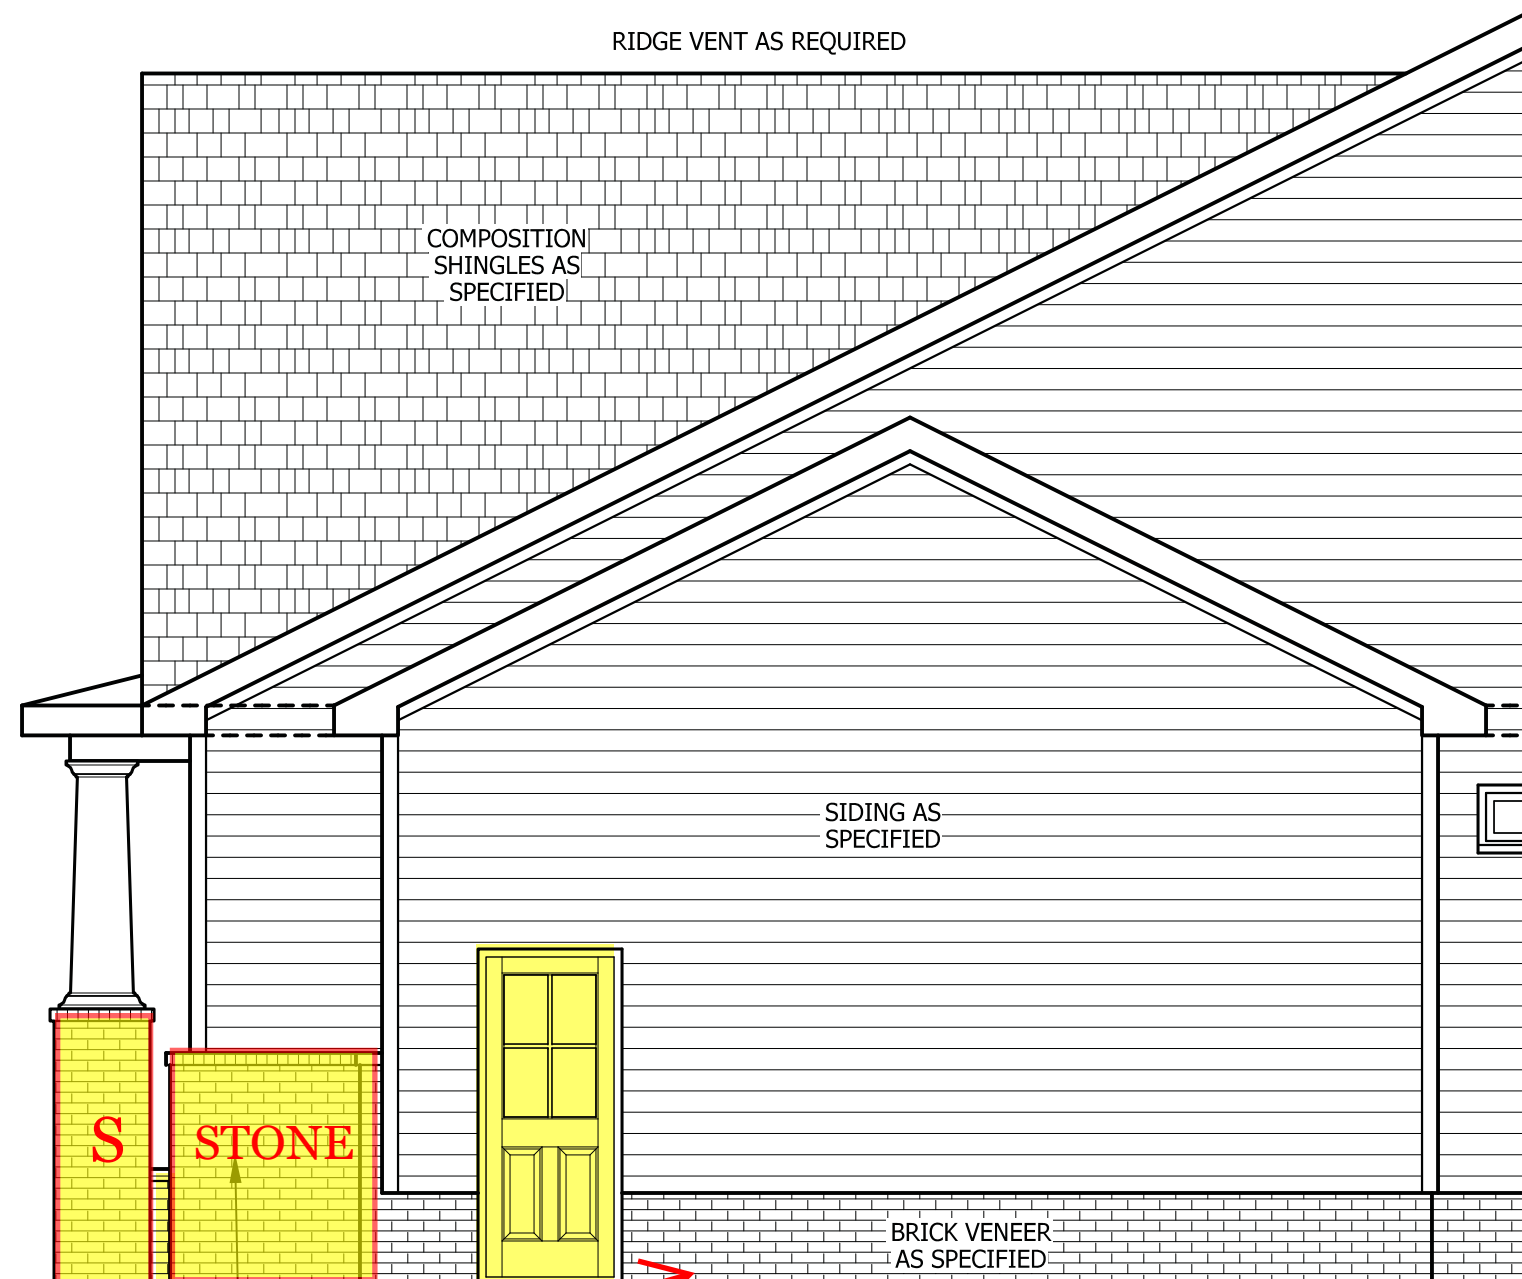 RIDGE VENT AS REQUIRED
COMPOSITION
SHINGLES AS
SPECIFIED
SIDING AS
SPECIFIED
S
STONE
BRICK VENEER
AS SPECIFIED